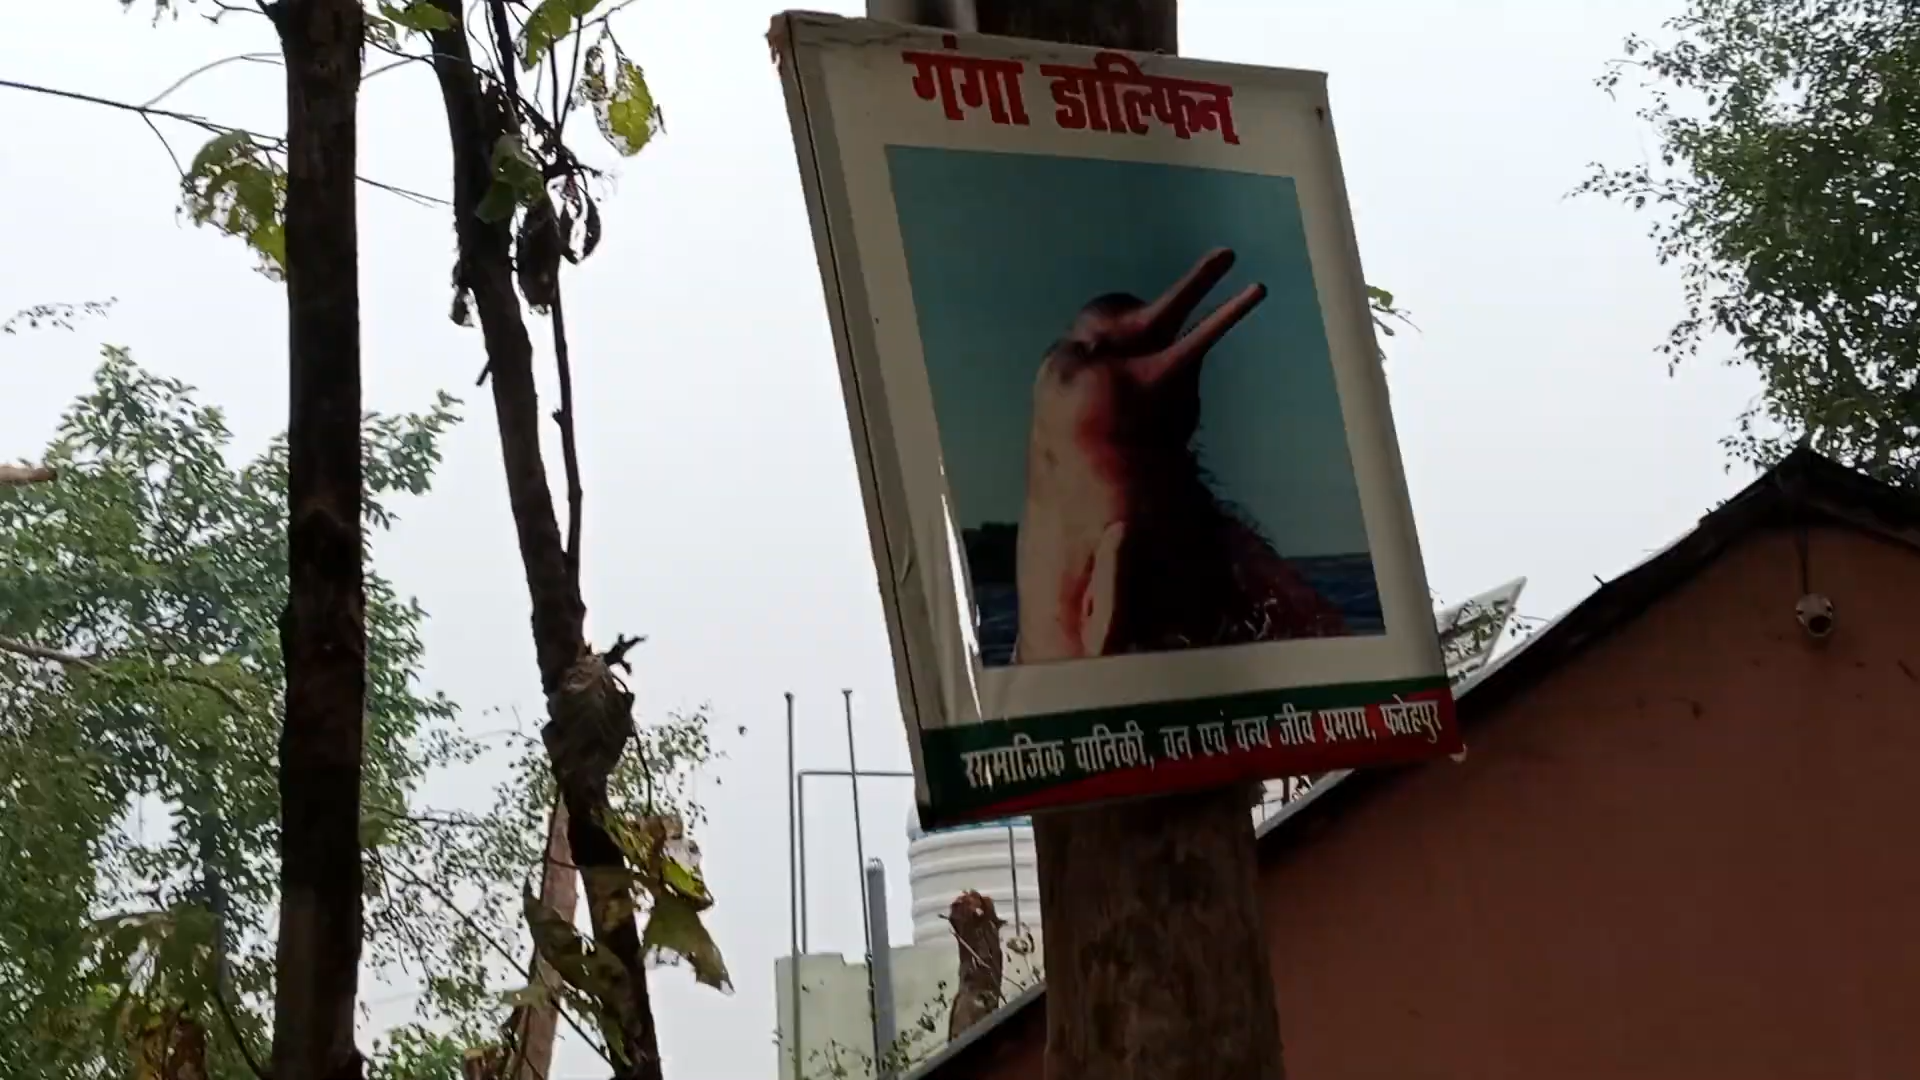 गंगा डाल्फिन
सामाजिक वानिकी, वन एवं वन्य जीव प्रभाग, फतेहपुर